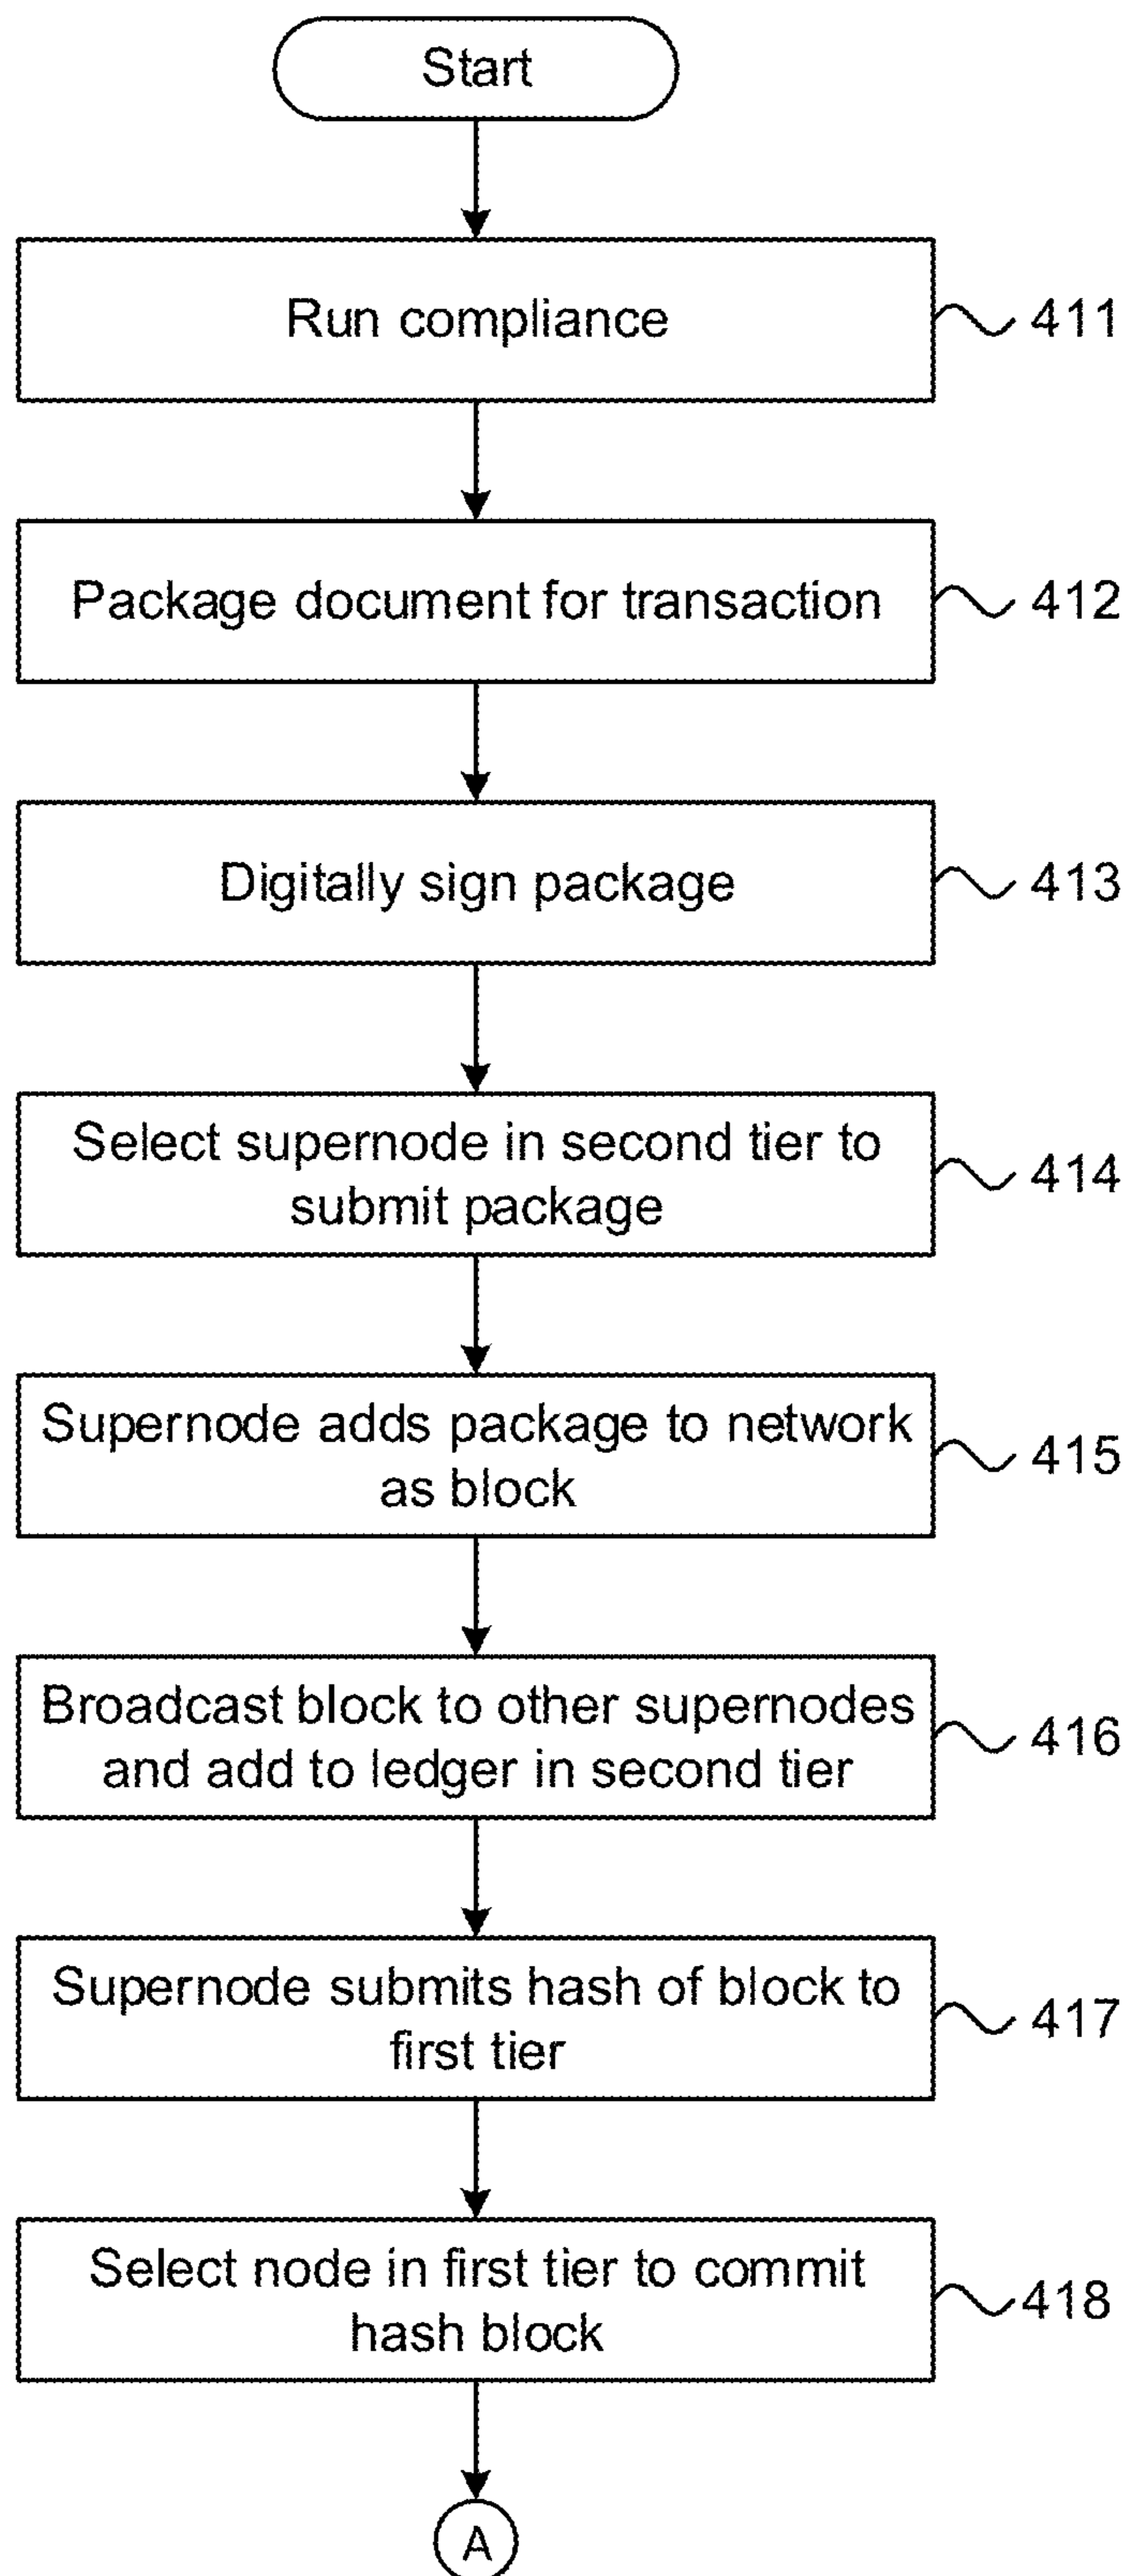 Start
Run compliance
411
Package document for transaction
412
Digitally sign package
413
Select supernode in second tier to
submit package
414
Supernode adds package to network
as block
415
Broadcast block to other supernodes
and add to ledger in second tier
416
Supernode submits hash of block to
first tier
417
Select node in first tier to commit
hash block
418
A